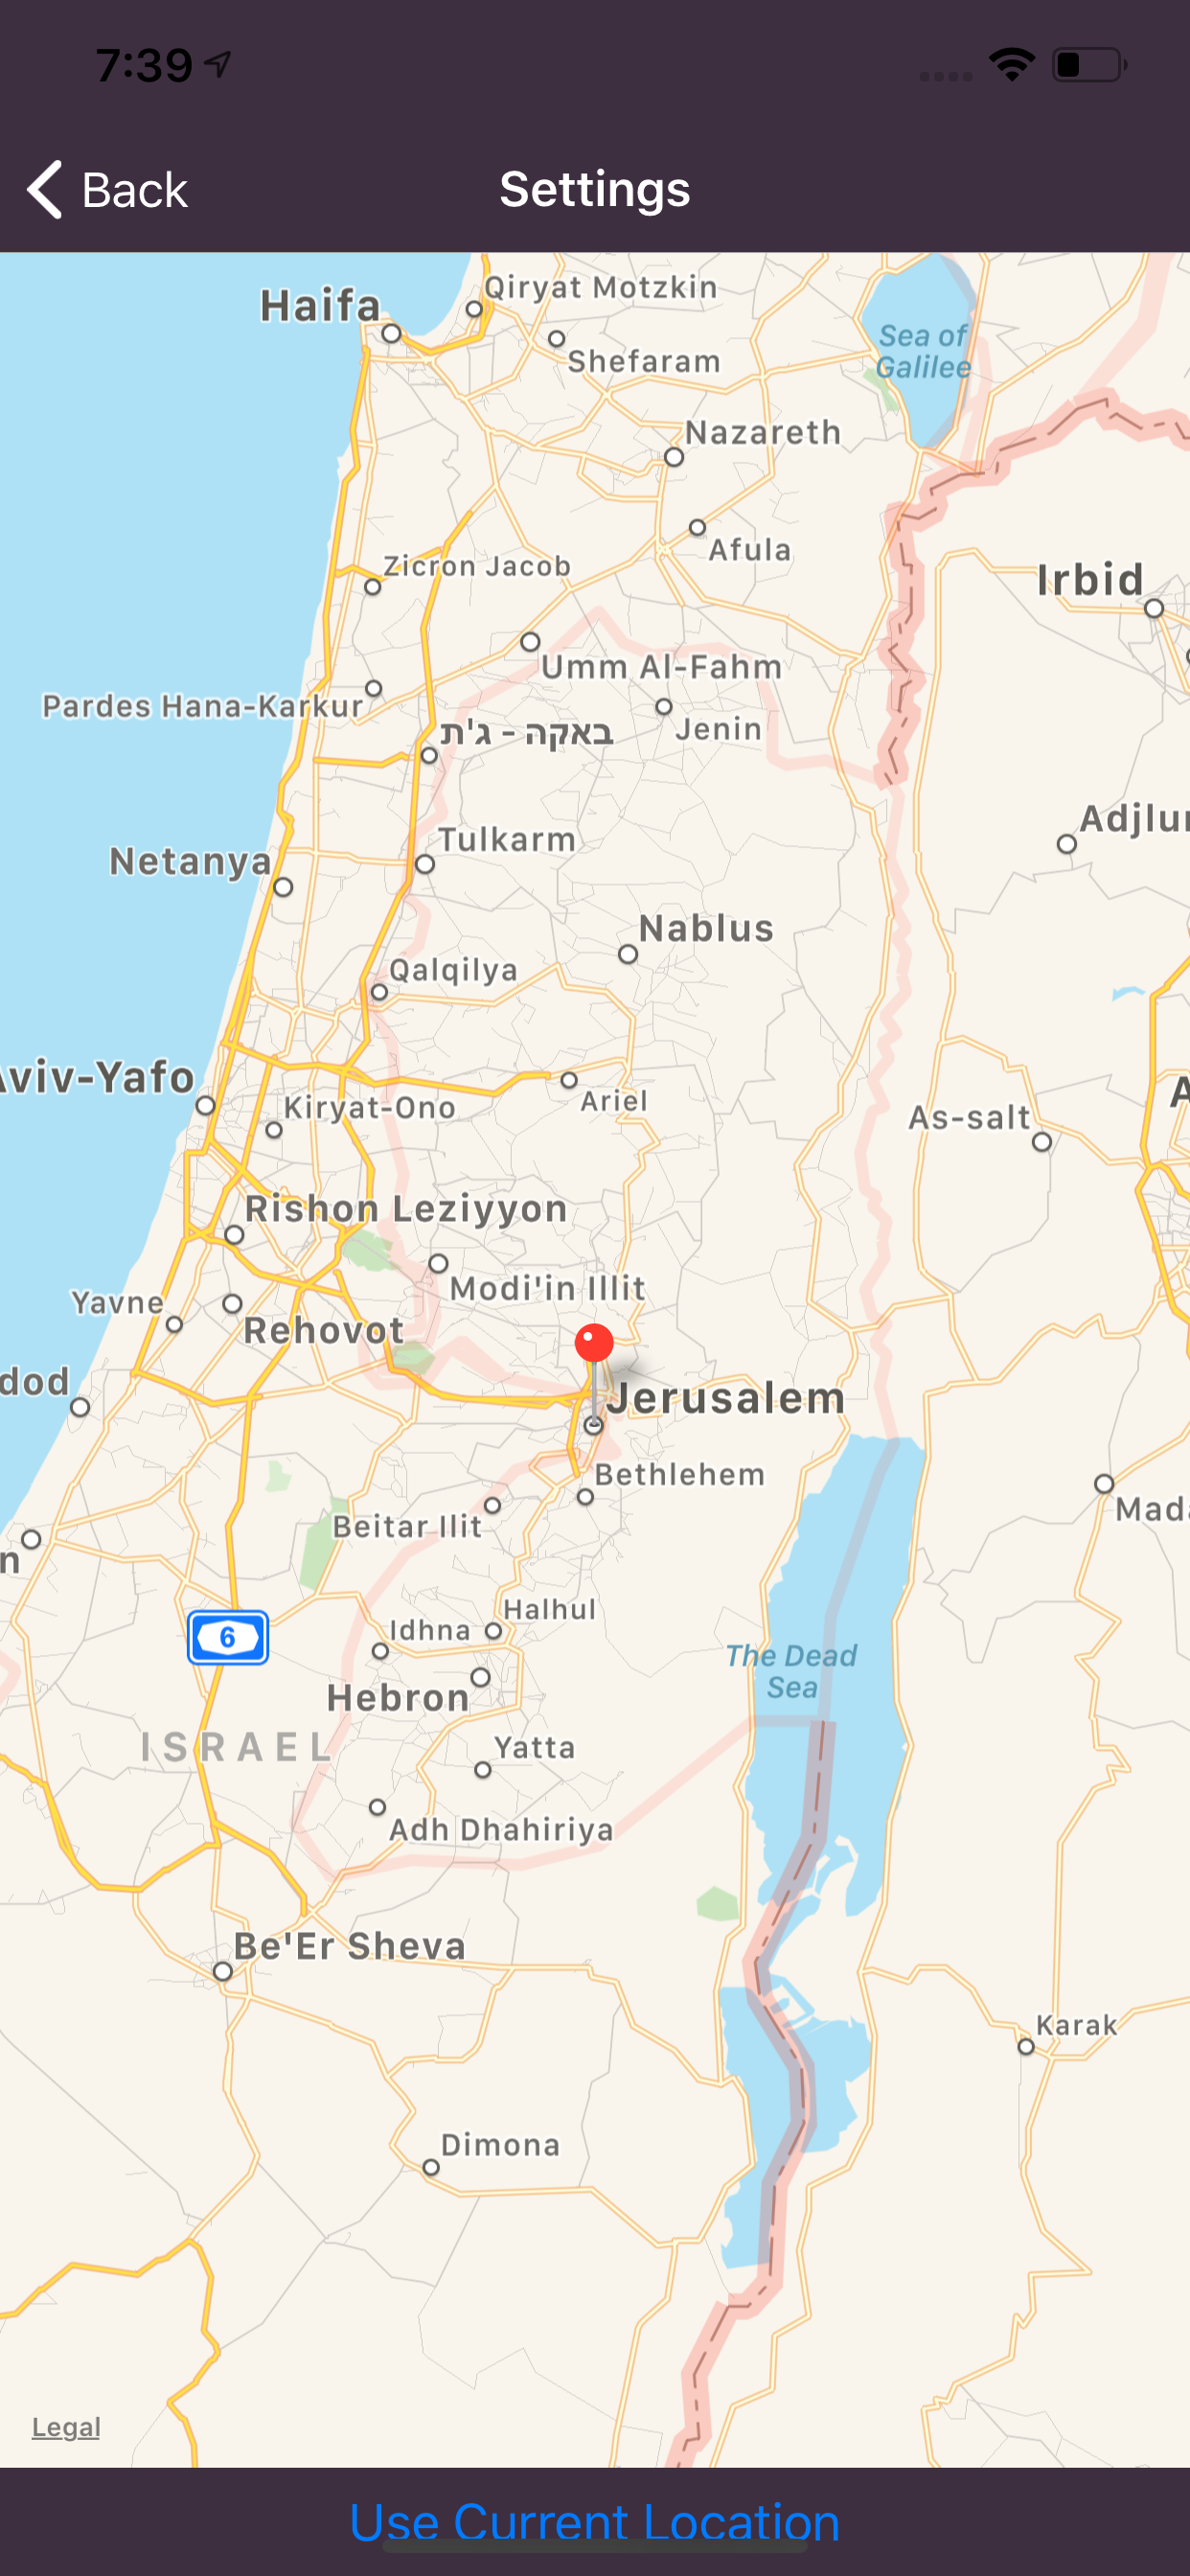 7:39
Back
Settings
Haifa
Qiryat Motzkin
Shefaram
Sea of
Galilee
Nazareth
Afula
Zicron Jacob
Irbid
Umm Al-Fahm
Pardes Hana-Karkur
Jenin
באקה - ג'ת
Adjlu
Tulkarm
Netanya
Nablus
Qalqilya
Aviv-Yafo
Ariel
Kiryat-Ono
As-salt
A
Rishon Leziyyon
Modi'in Illit
Yavne
Rehovot
dod
Jerusalem
Bethlehem
Mada
Beitar Ilit
n
Halhul
Idhna
6
The Dead
Sea
Hebron
ISRAEL
Yatta
Adh Dhahiriya
Be'Er Sheva
Karak
Dimona
Legal
Use Current Location